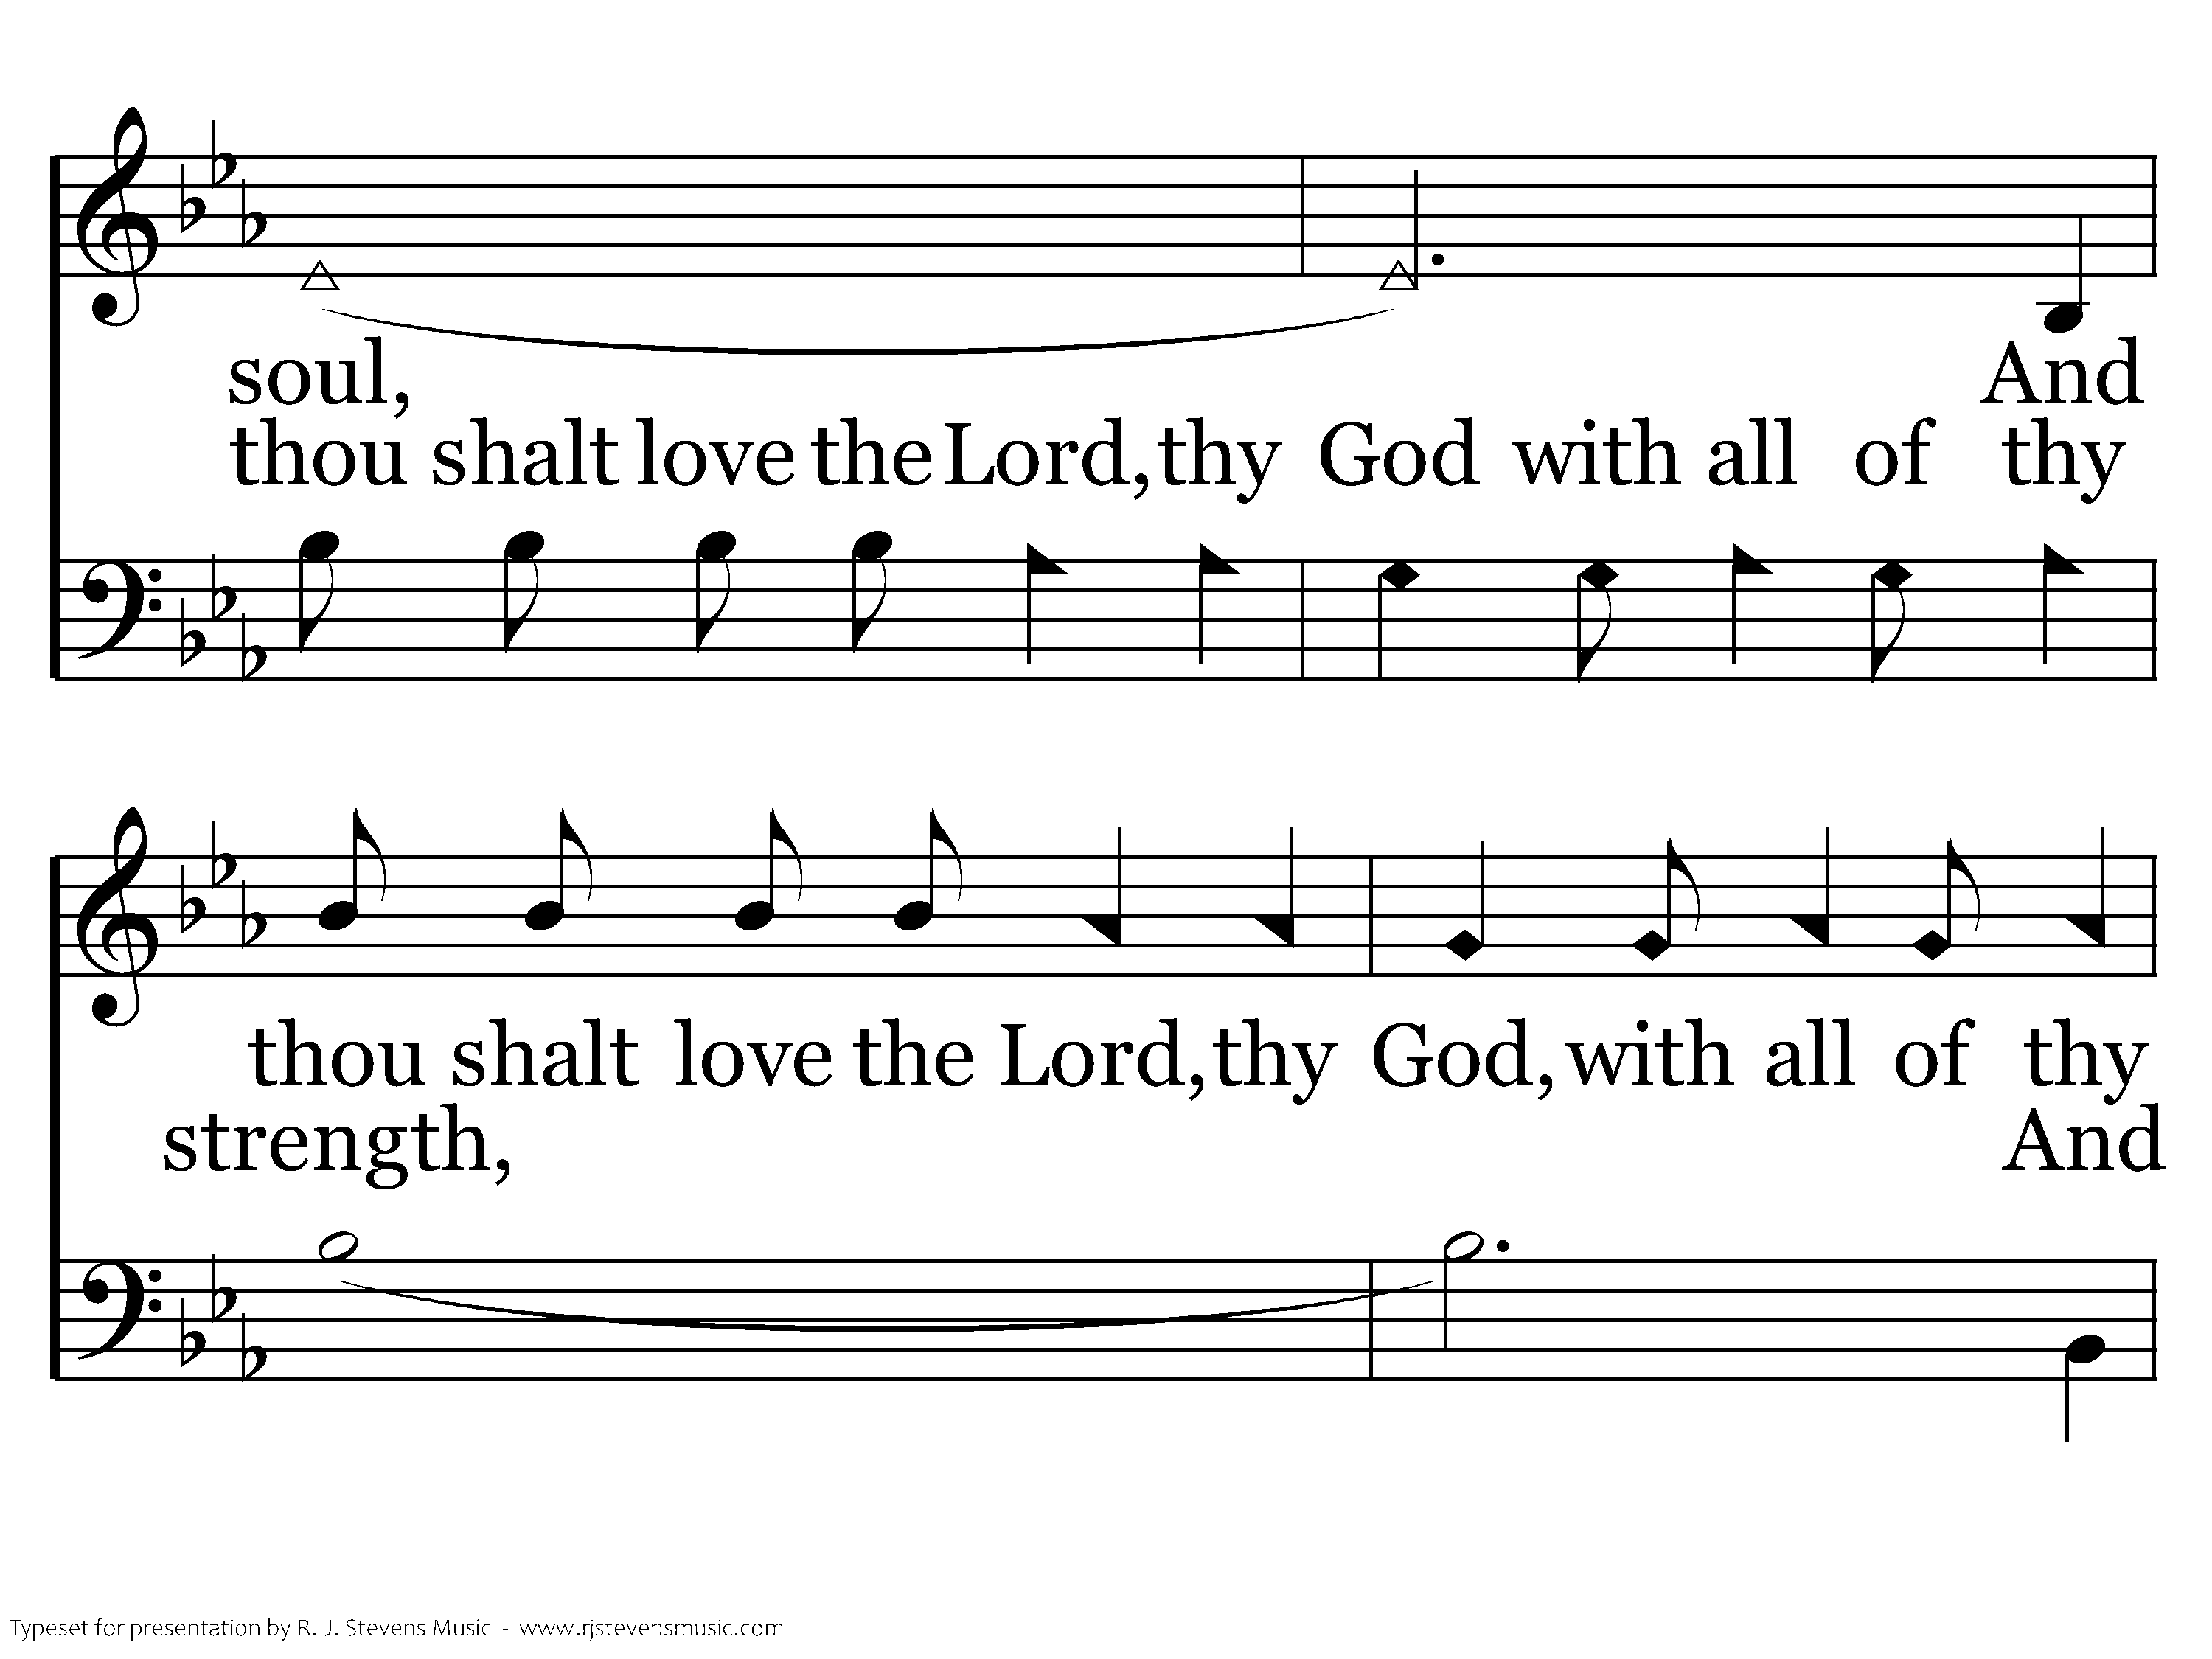 soul, And
thou shalt love the Lord, thy God with all of thy
thou shalt love the Lord, thy God, with all of thy
strength, And
Typeset for presentation by R. J. Stevens Music - www.rjstevensmusic.com